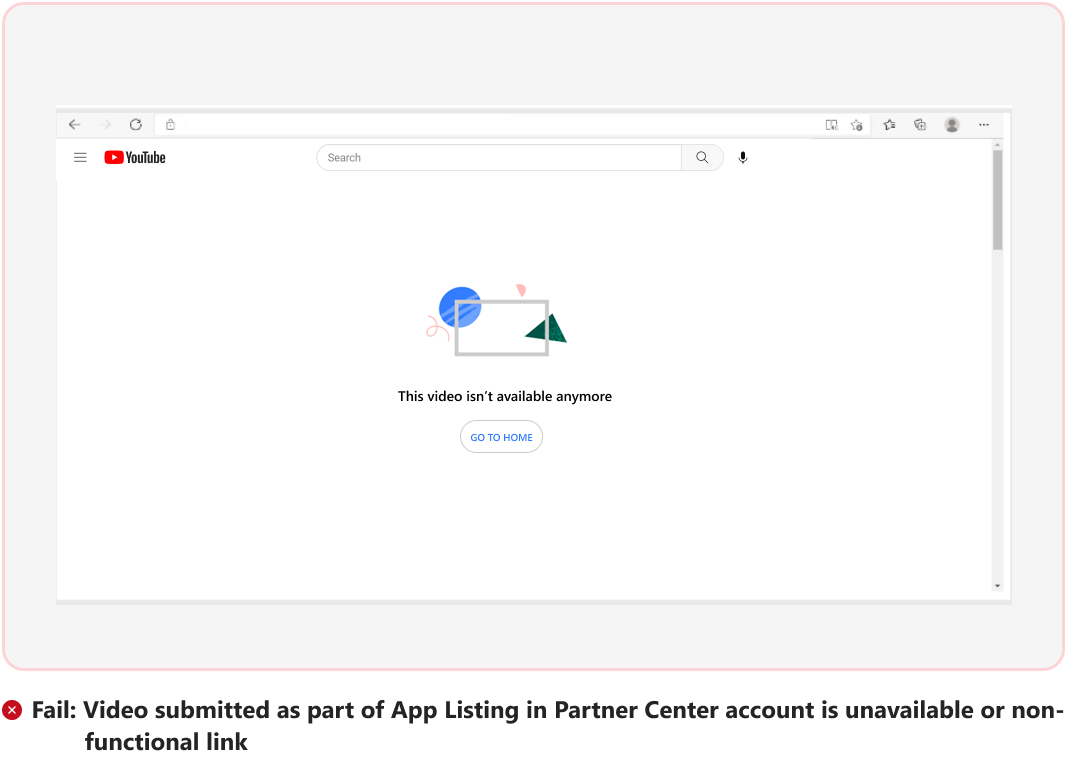 YouTube
Search
This video isn’t available anymore
GO TO HOME
Fail: Video submitted as part of App Listing in Partner Center account is unavailable or non-
functional link